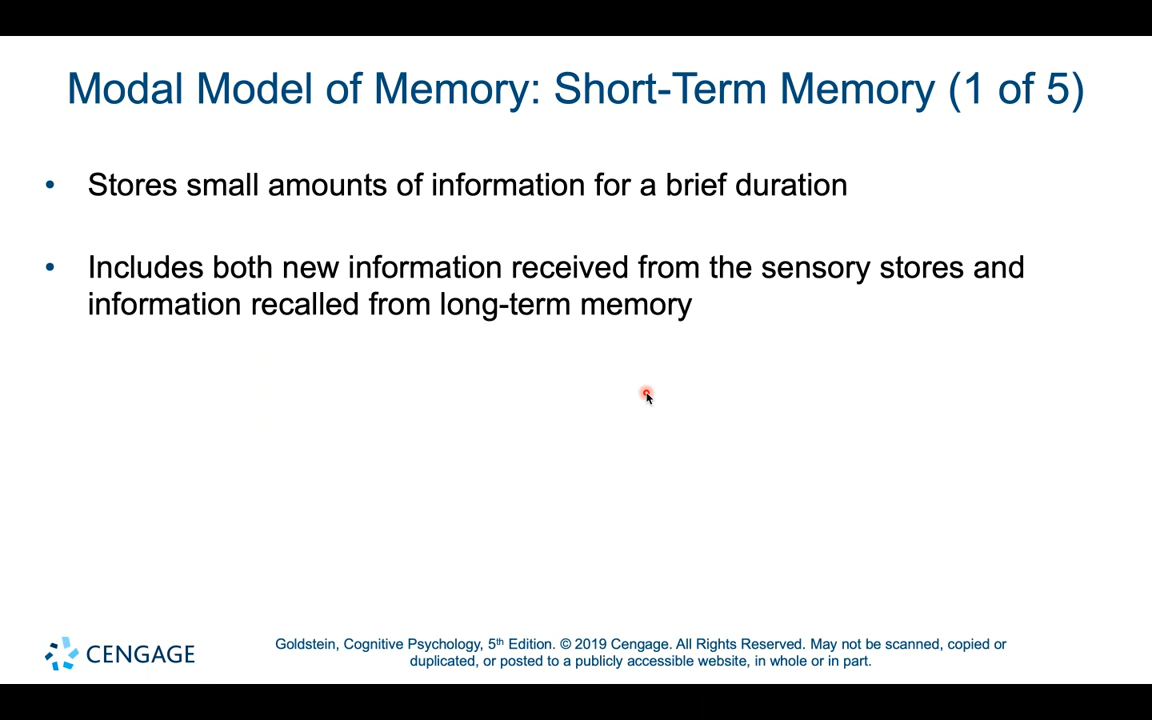 Modal Model of Memory: Short-Term Memory (1 of 5)
• Stores small amounts of information for a brief duration
• Includes both new information received from the sensory stores and
information recalled from long-term memory
CENGAGE
Goldstein, Cognitive Psychology, 5th Edition. © 2019 Cengage. All Rights Reserved. May not be scanned, copied or
duplicated, or posted to a publicly accessible website, in whole or in part.